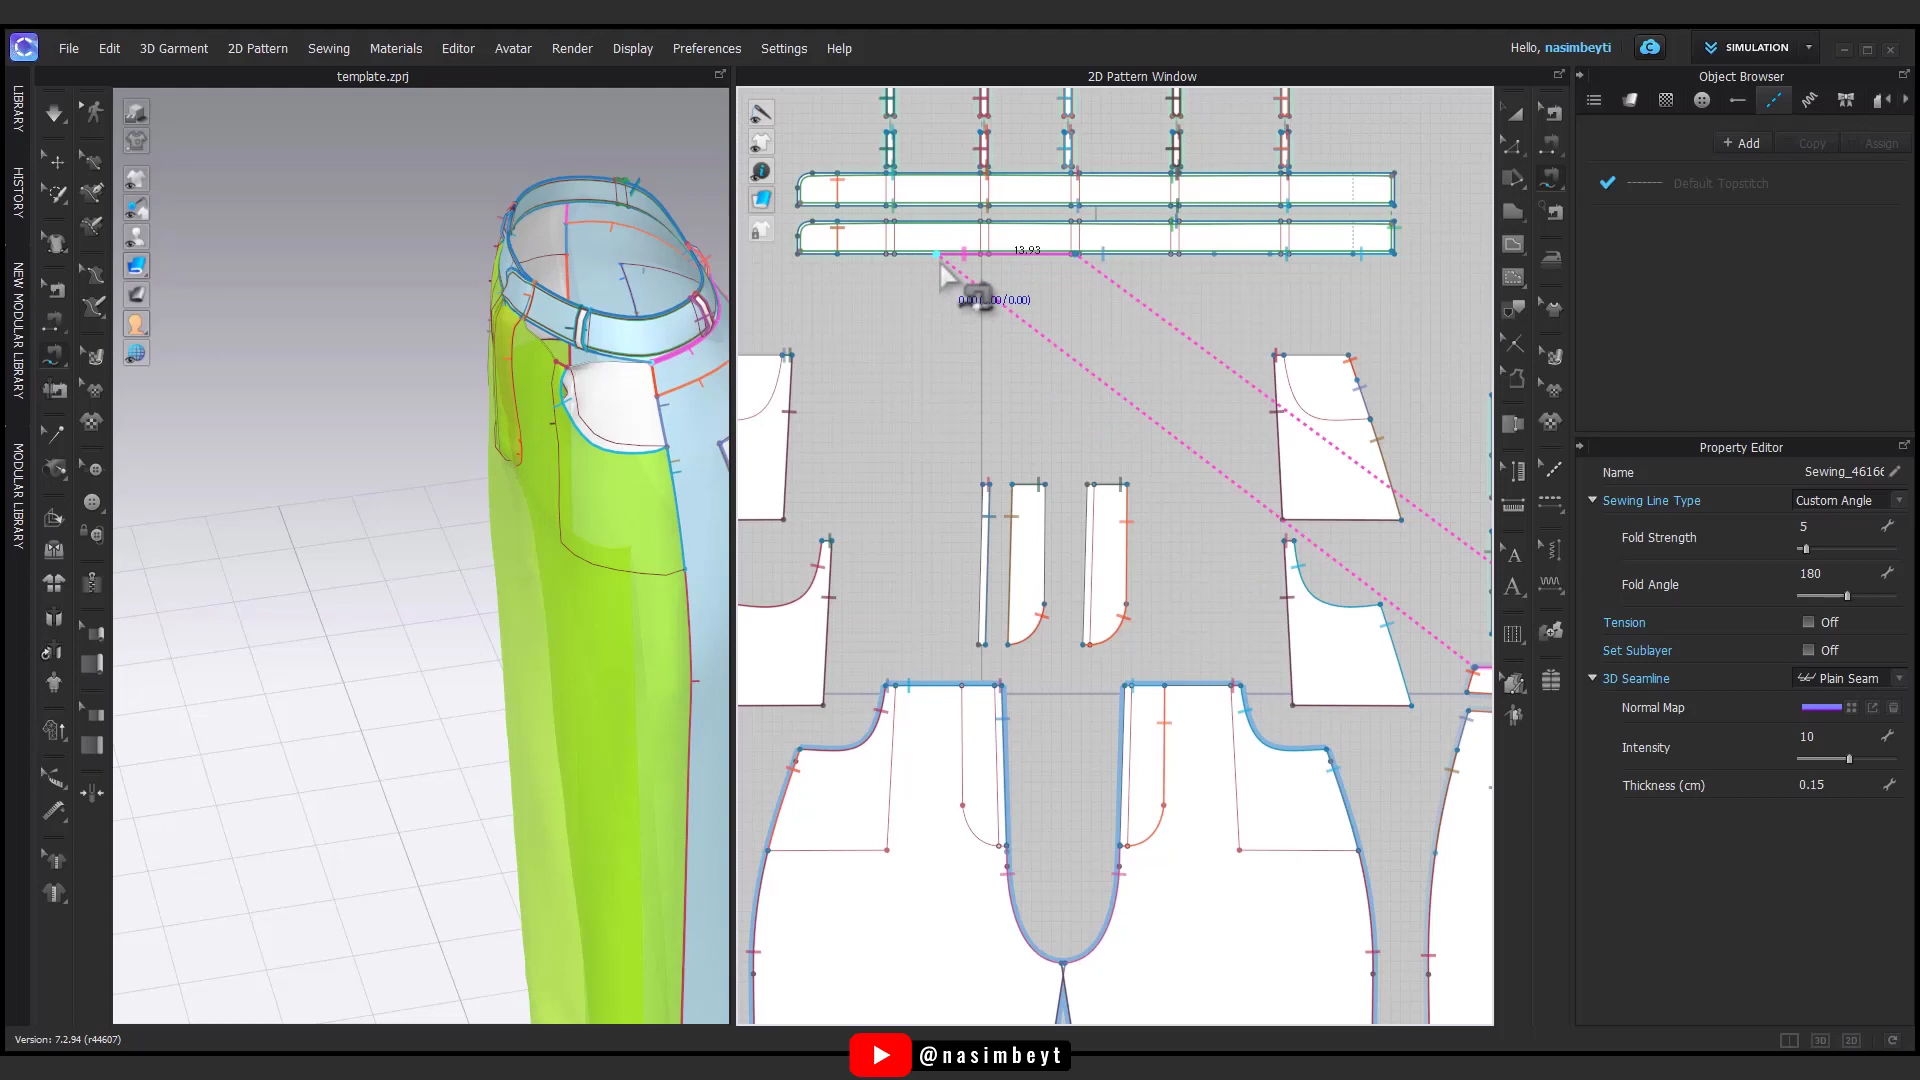 File Edit 3D Garment 2D Pattern Sewing Materials Editor Avatar Render Display Preferences Settings Help
Hello, nasimbeyti
SIMULATION
template.zprj
2D Pattern Window
Object Browser
LIBRARY
HISTORY
NEW MODULAR LIBRARY
MODULAR LIBRARY
+ Add
Copy
Assign
Default Topstitch
13.93
Property Editor
Name Sewing_46166
Sewing Line Type Custom Angle
5
Fold Strength
180
Fold Angle
Tension Off
Set Sublayer Off
3D Seamline Plain Seam
Normal Map
10
Intensity
Thickness (cm) 0.15
Version: 7.2.94 (r44607)
3D 2D
@nasimbeyt